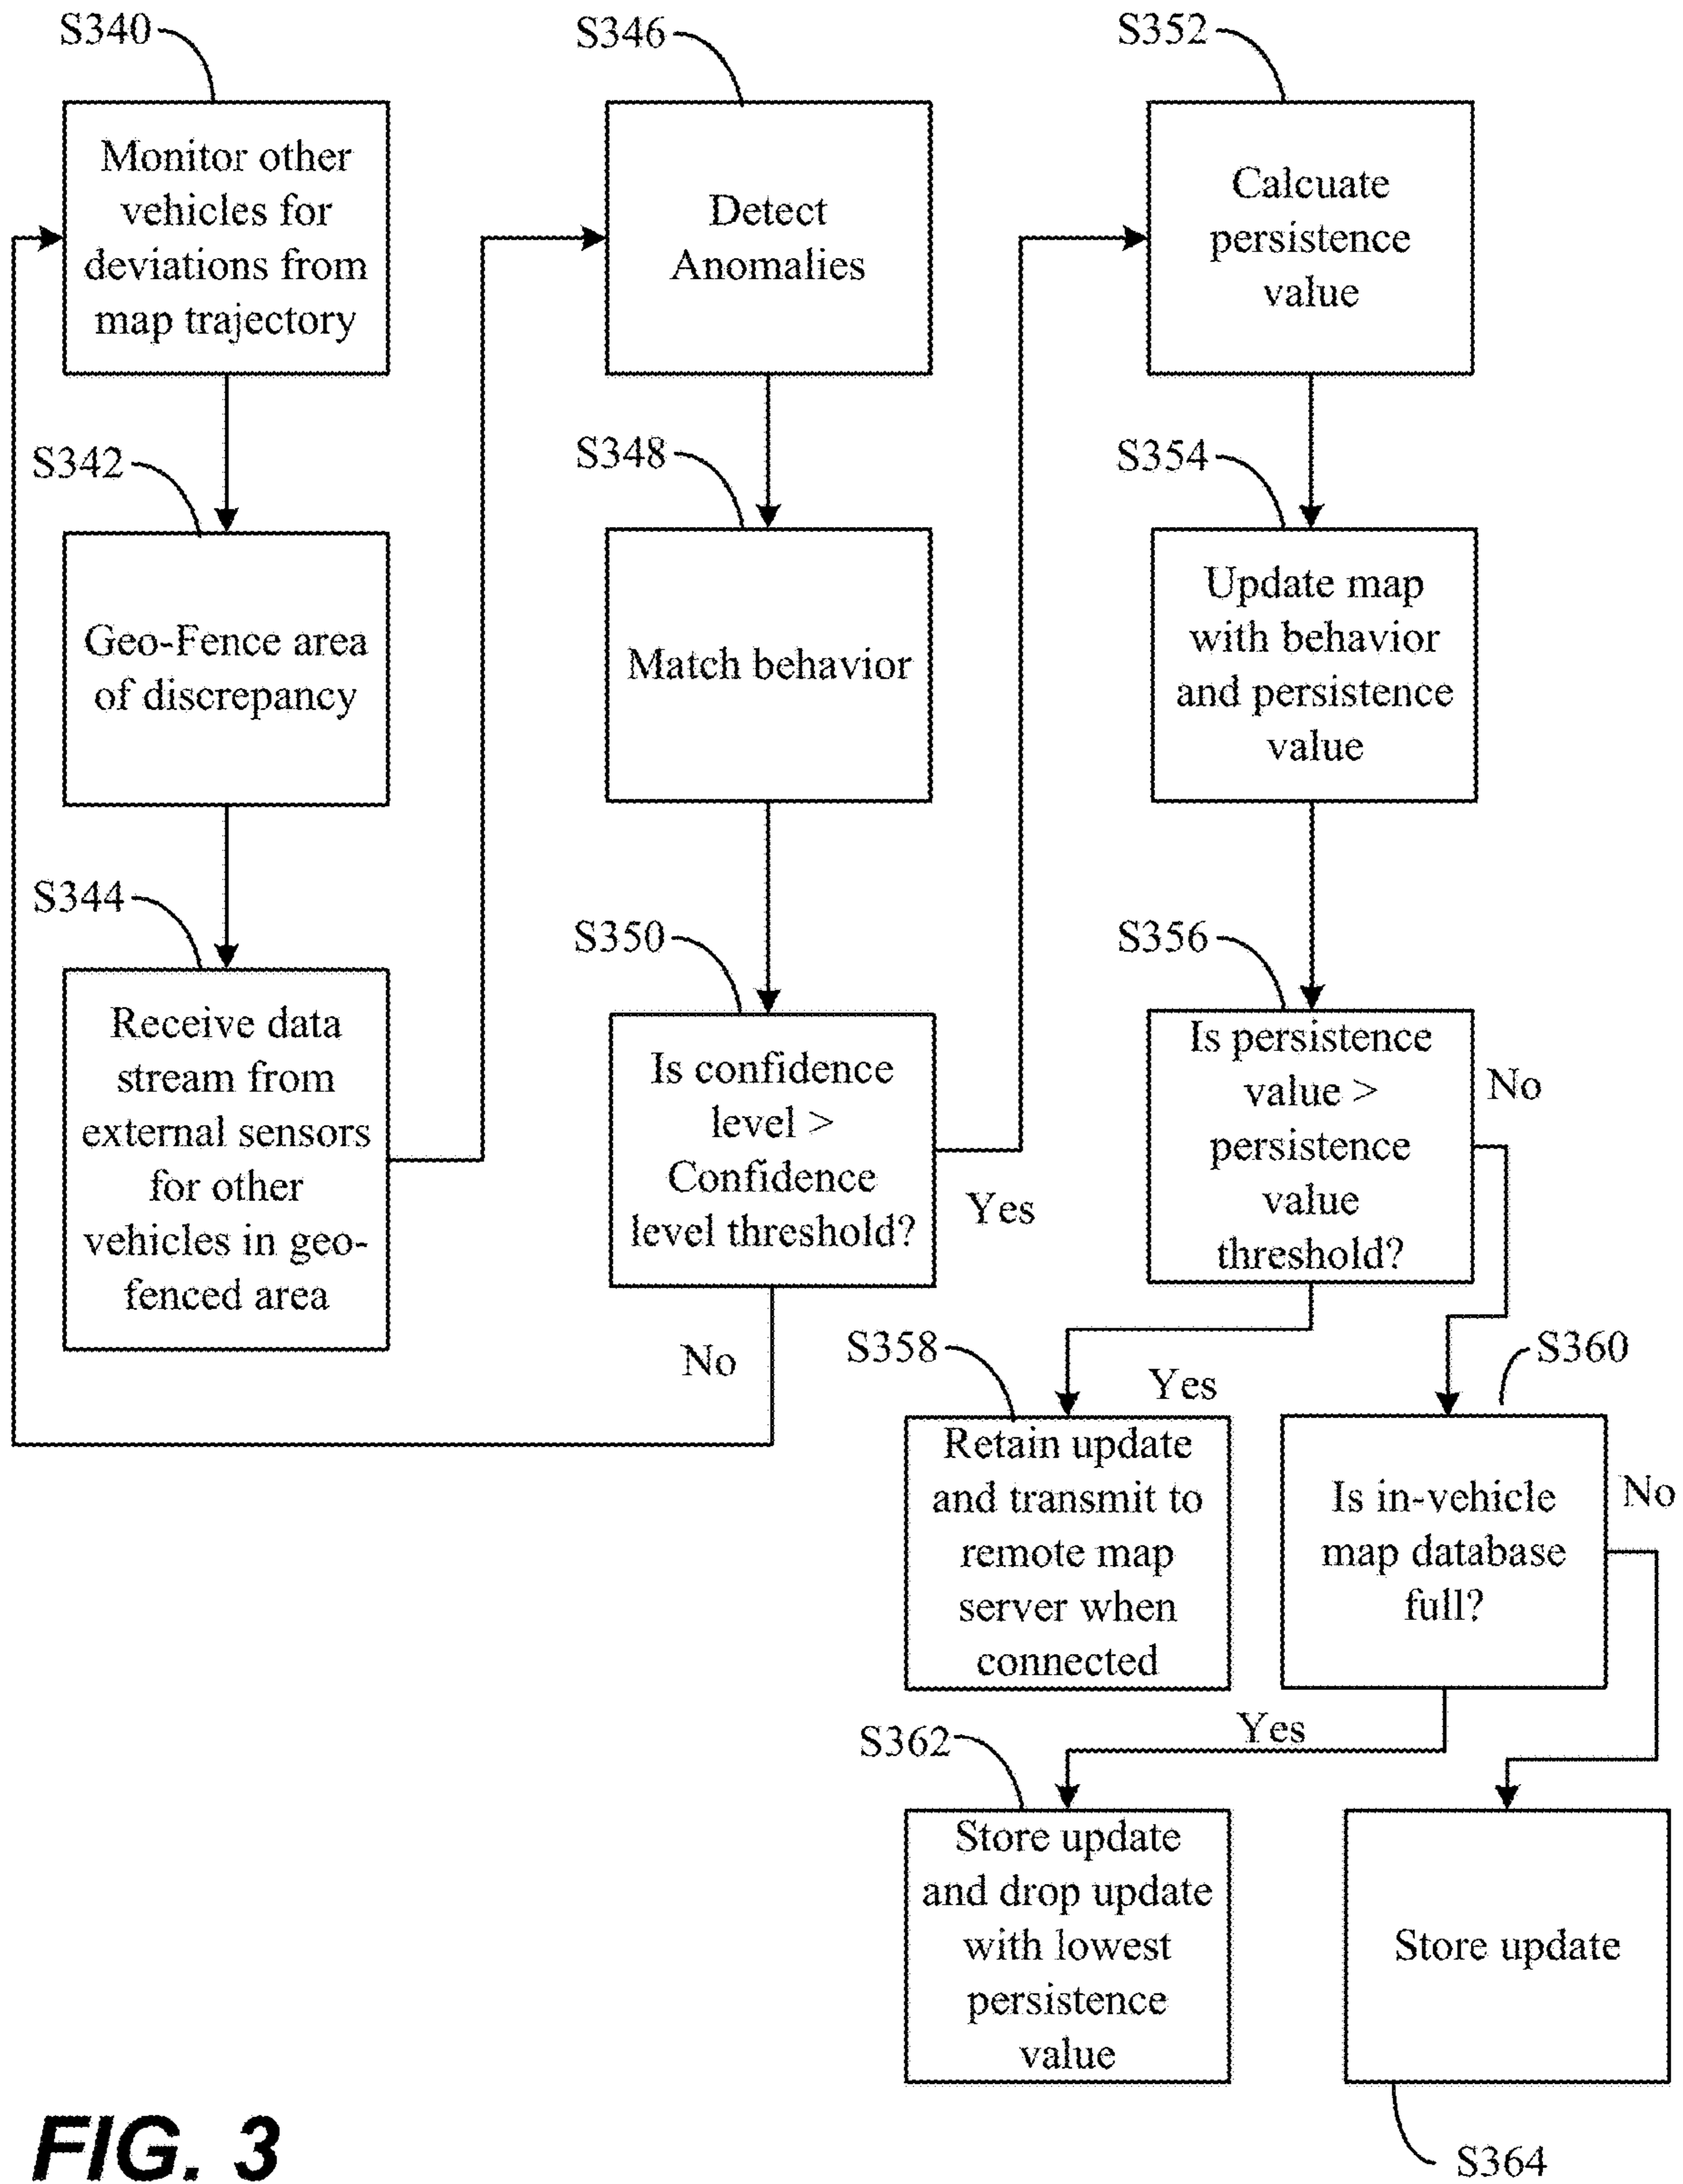 S340
Monitor other
vehicles for
deviations from
map trajectory
S342
Geo-Fence area
of discrepancy
S344
Receive data
stream from
external sensors
for other
vehicles in geo-
fenced area
S346
Detect
Anomalies
S348
Match behavior
S350
Is confidence
level >
Confidence
level threshold?
Yes
No
S352
Calcuate
persistence
value
S354
Update map
with behavior
and persistence
value
S356
Is persistence
value >
persistence
value
threshold?
No
Yes
S358
Retain update
and transmit to
remote map
server when
connected
S360
Is in-vehicle
map database
full?
No
Yes
S362
Store update
and drop update
with lowest
persistence
value
Store update
S364
FIG. 3